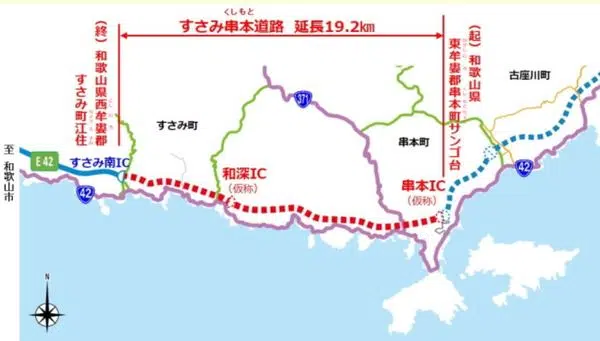 くしもと
すさみ串本道路 延長19.2km
(終)和歌山県西牟婁郡
すさみ町江住
(起)和歌山県
東牟婁郡串本町サンゴ台
古座川町
371
すさみ町
串本町
至 和歌山市
E42
すさみ南IC
42
和深IC
(仮称)
串本IC
(仮称)
42
N